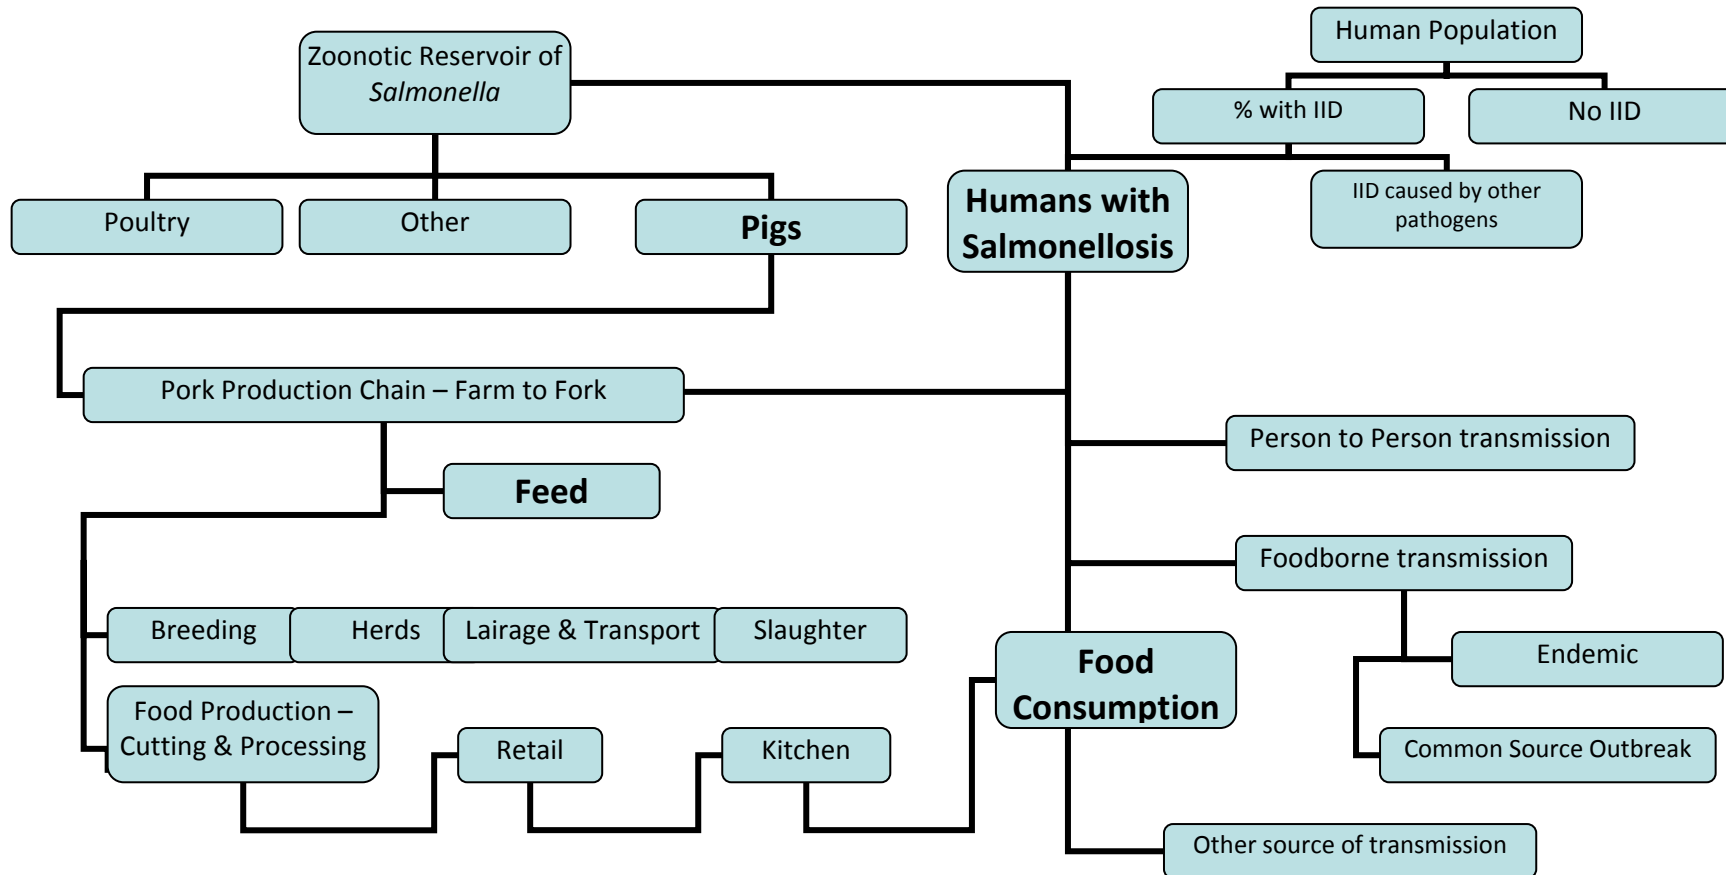 Human Population
Zoonotic Reservoir of
Salmonella
% with IID
No IID
Poultry
Other
Pigs
Humans with
Salmonellosis
IID caused by other
pathogens
Pork Production Chain – Farm to Fork
Person to Person transmission
Feed
Foodborne transmission
Breeding
Herds
Lairage & Transport
Slaughter
Food
Consumption
Endemic
Food Production –
Cutting & Processing
Retail
Kitchen
Common Source Outbreak
Other source of transmission